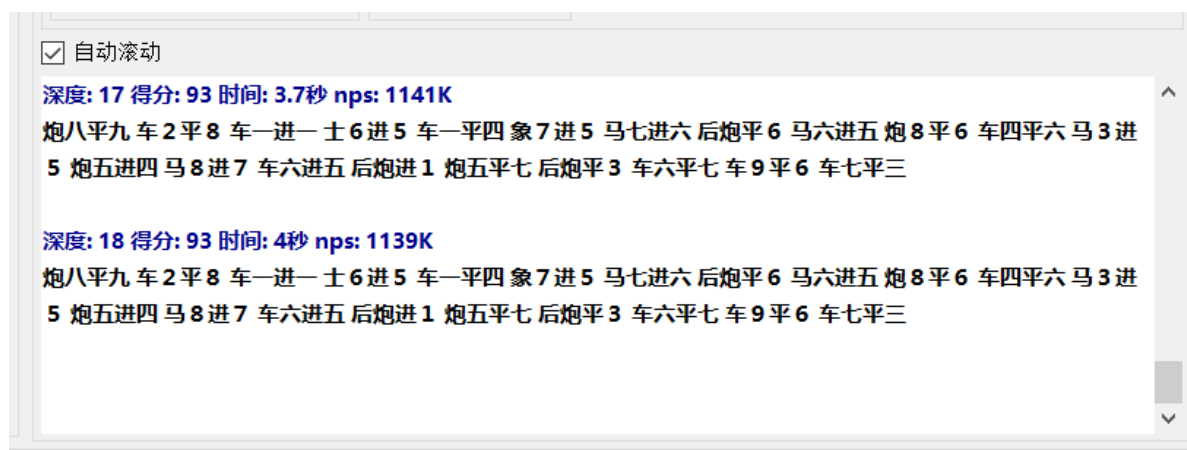 自动滚动
深度: 17 得分: 93 时间: 3.7秒 nps: 1141K
炮八平九 车2平8 车一进一 士6进5 车一平四 象7进5 马七进六 后炮平6 马六进五 炮8平6 车四平六 马3进
5 炮五进四 马8进7 车六进五 后炮进1 炮五平七 后炮平3 车六平七 车9平6 车七平三
深度: 18 得分: 93 时间: 4秒 nps: 1139K
炮八平九 车2平8 车一进一 士6进5 车一平四 象7进5 马七进六 后炮平6 马六进五 炮8平6 车四平六 马3进
5 炮五进四 马8进7 车六进五 后炮进1 炮五平七 后炮平3 车六平七 车9平6 车七平三